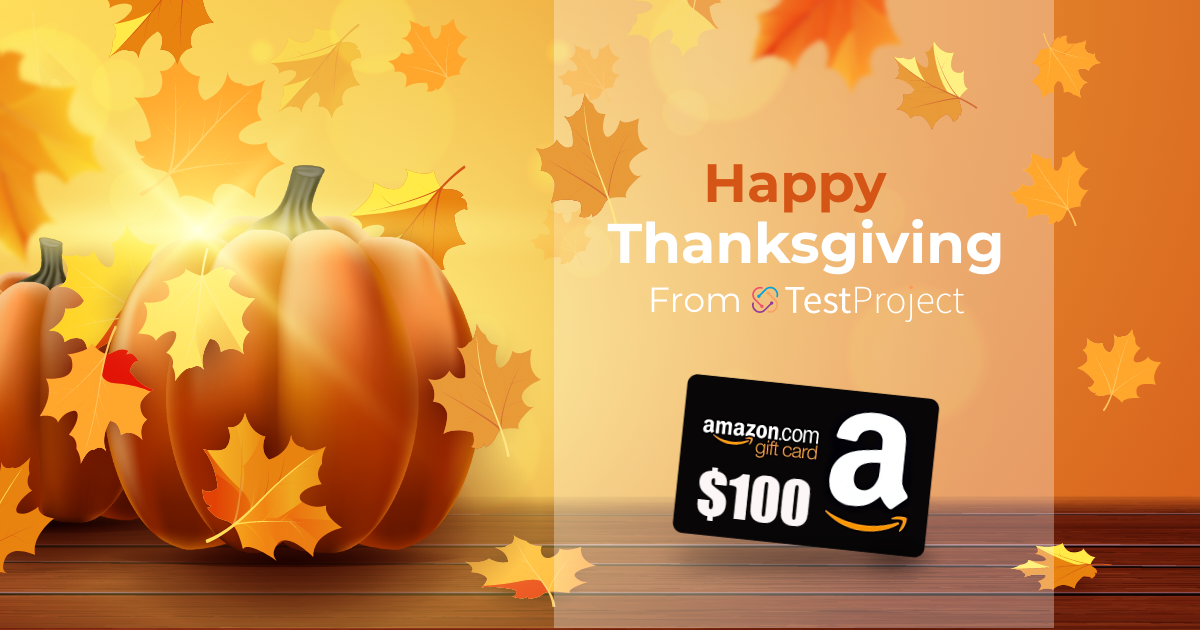 Happy
Thanksgiving
From TestProject
amazon.com
gift card
$100
a